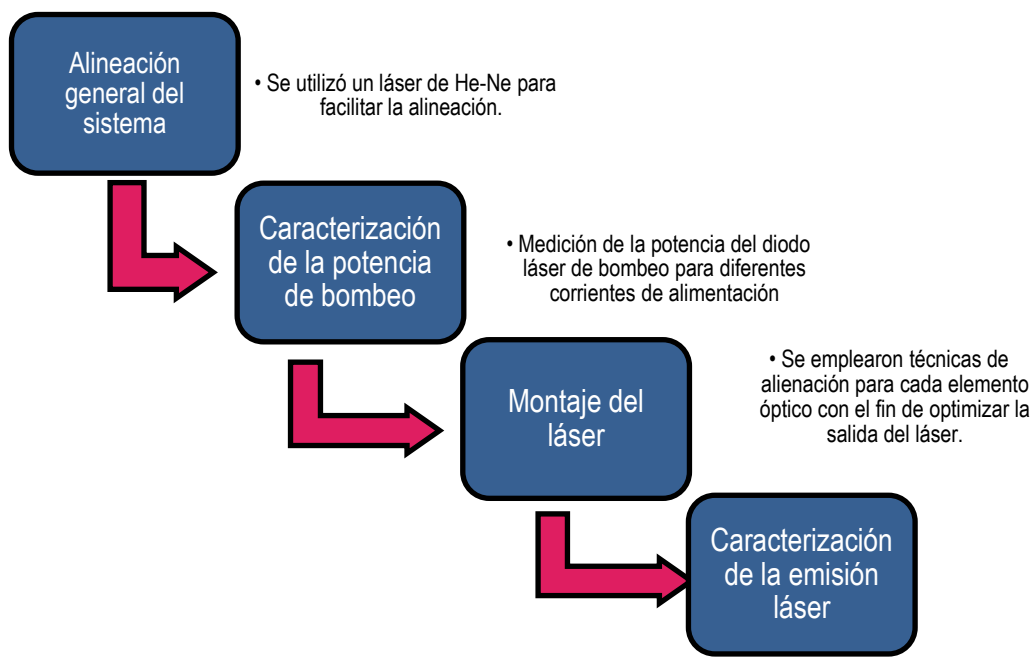 Alineación
general del
sistema
• Se utilizó un láser de He-Ne para
facilitar la alineación.
Caracterización
de la potencia
de bombeo
• Medición de la potencia del diodo
láser de bombeo para diferentes
corrientes de alimentación
Montaje del
láser
• Se emplearon técnicas de
alienación para cada elemento
óptico con el fin de optimizar la
salida del láser.
Caracterización
de la emisión
láser